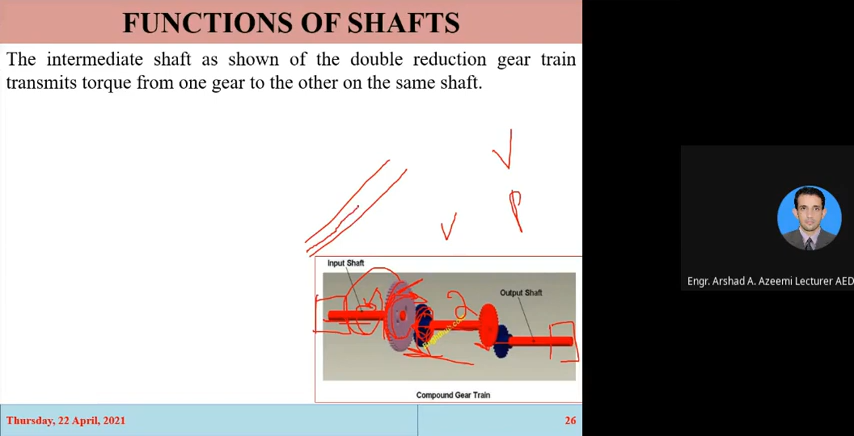 FUNCTIONS OF SHAFTS
The intermediate shaft as shown of the double reduction gear train
transmits torque from one gear to the other on the same shaft.
V
P
V
Input Shaft
2
Output Shaft
Compound Gear Train
Engr. Arshad A. Azeemi Lecturer AED
Thursday, 22 April, 2021
26